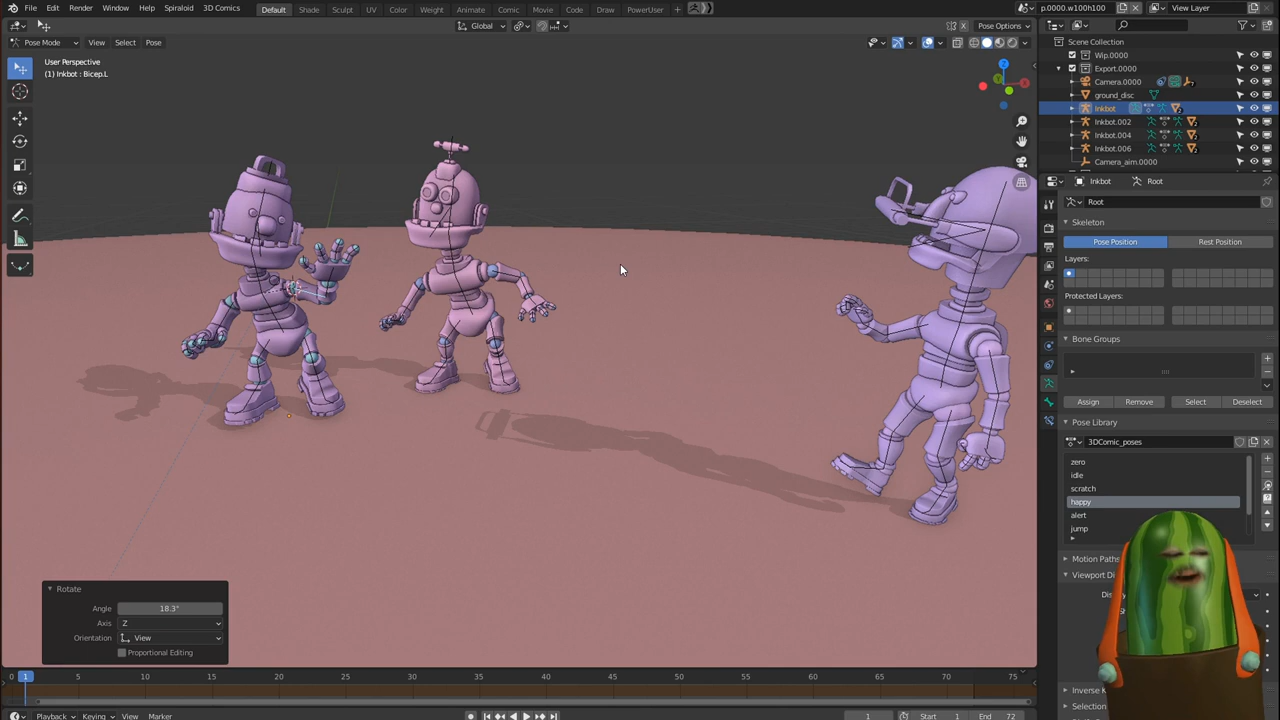 File Edit Render Window Help Spiraloid 3D Comics
Default Shade Sculpt UV Color Weight Animate Comic Movie Code Draw PowerUser +
p.0000.w100h100 View Layer
Global Pose Options
Pose Mode View Select Pose
User Perspective
(1) Inkbot : Bicep.L
Z
Scene Collection
Wip.0000
Export.0000
Camera.0000
ground_disc
Inkbot
Inkbot.002
Inkbot.004
Inkbot.006
Camera_aim.0000
Inkbot Root
Root
Skeleton
Pose Position Rest Position
Layers:
Protected Layers:
Bone Groups
Assign Remove Select Deselect
Pose Library
3DComic_poses
zero
idle
scratch
happy
alert
jump
Motion Paths
Viewport Di
Inverse K
Selection
Rotate
Angle 18.3°
Axis Z
Orientation View
Proportional Editing
0 1 5 10 15 20 25 30 35 40 45 50 55 60 65 70 75
Playback Keying View Marker 1 Start 1 End 72